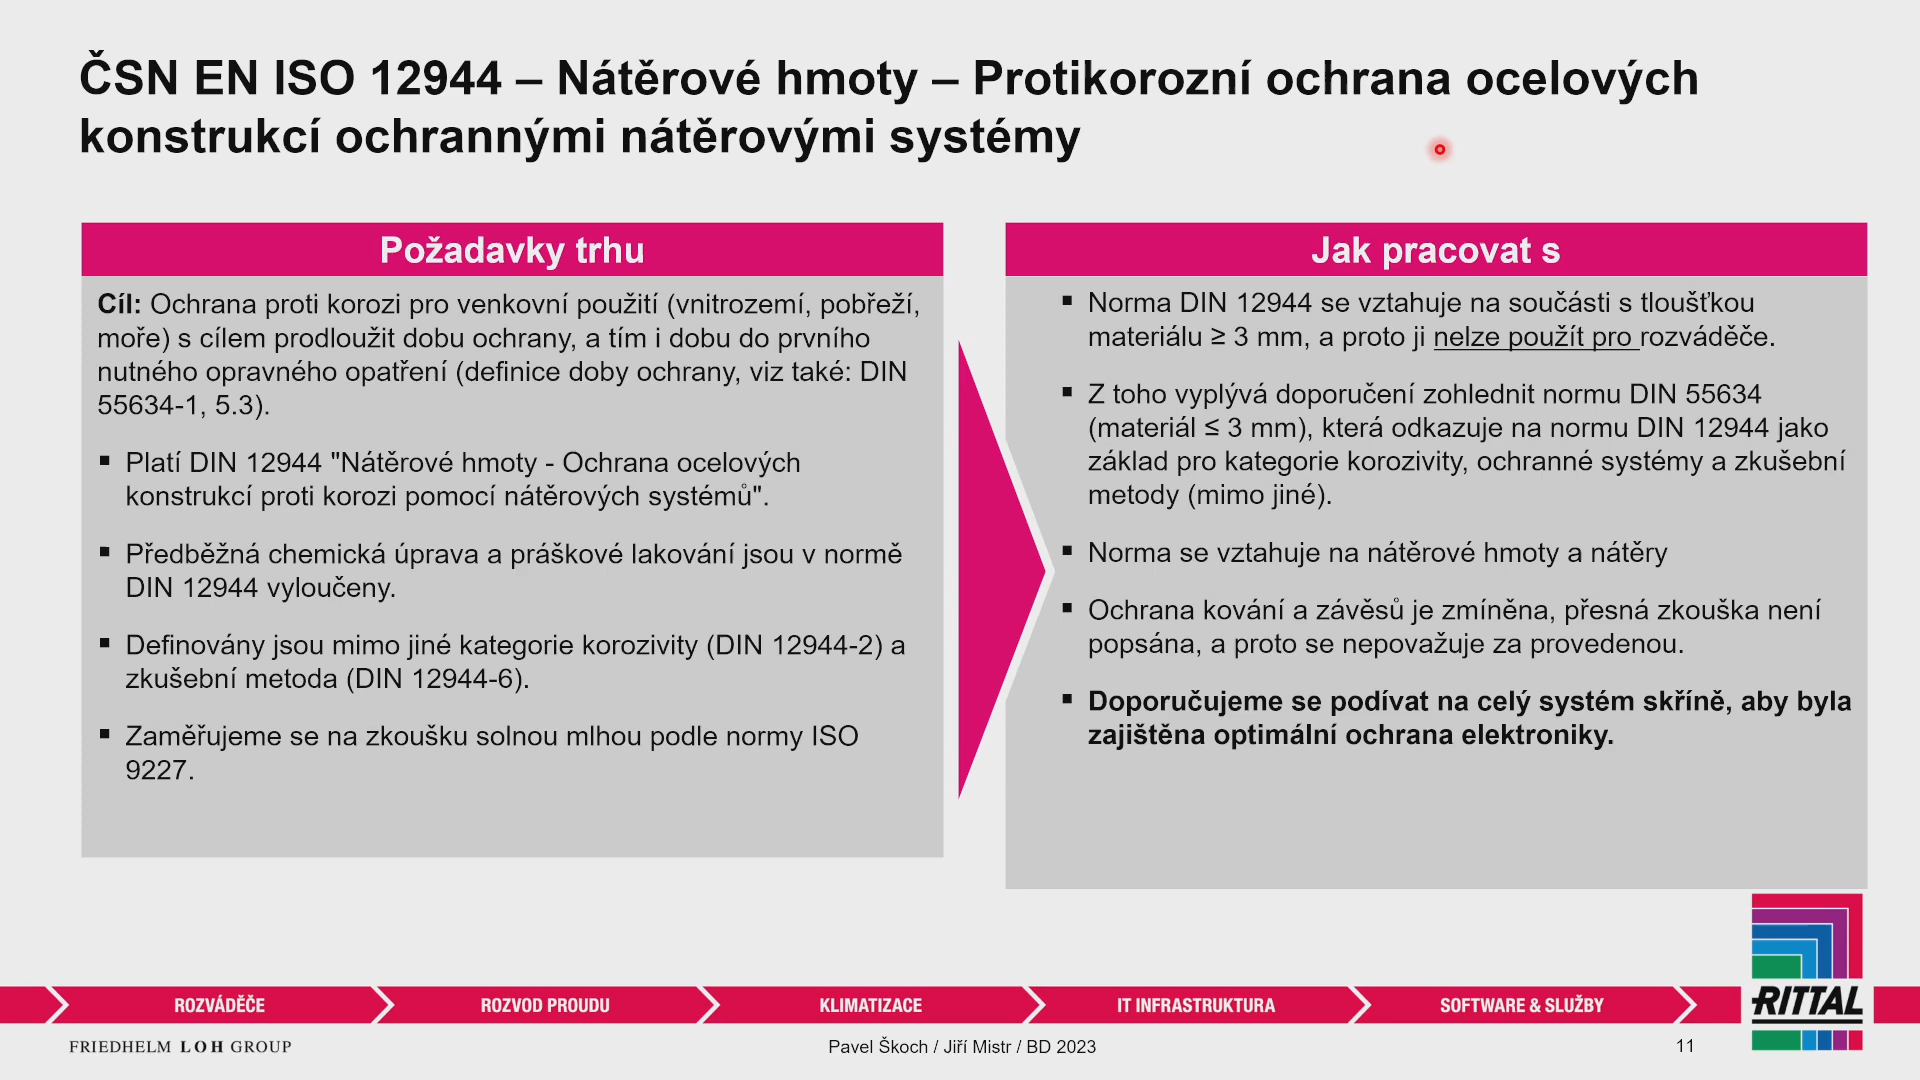 ČSN EN ISO 12944 – Nátěrové hmoty – Protikorozní ochrana ocelových
konstrukcí ochrannými nátěrovými systémy
Požadavky trhu
Cíl: Ochrana proti korozi pro venkovní použití (vnitrozemí, pobřeží,
moře) s cílem prodloužit dobu ochrany, a tím i dobu do prvního
nutného opravného opatření (definice doby ochrany, viz také: DIN
55634-1, 5.3).
▪ Platí DIN 12944 "Nátěrové hmoty - Ochrana ocelových
konstrukcí proti korozi pomocí nátěrových systémů".
▪ Předběžná chemická úprava a práškové lakování jsou v normě
DIN 12944 vyloučeny.
▪ Definovány jsou mimo jiné kategorie korozivity (DIN 12944-2) a
zkušební metoda (DIN 12944-6).
▪ Zaměřujeme se na zkoušku solnou mlhou podle normy ISO
9227.
Jak pracovat s
▪ Norma DIN 12944 se vztahuje na součásti s tloušťkou
materiálu ≥ 3 mm, a proto ji nelze použít pro rozváděče.
▪ Z toho vyplývá doporučení zohlednit normu DIN 55634
(materiál ≤ 3 mm), která odkazuje na normu DIN 12944 jako
základ pro kategorie korozivity, ochranné systémy a zkušební
metody (mimo jiné).
▪ Norma se vztahuje na nátěrové hmoty a nátěry
▪ Ochrana kování a závěsů je zmíněna, přesná zkouška není
popsána, a proto se nepovažuje za provedenou.
▪ Doporučujeme se podívat na celý systém skříně, aby byla
zajištěna optimální ochrana elektroniky.
ROZVÁDĚČE
ROZVOD PROUDU
KLIMATIZACE
IT INFRASTRUKTURA
SOFTWARE & SLUŽBY
RITTAL
FRIEDHELM LOH GROUP
Pavel Škoch / Jiří Mistr / BD 2023
11